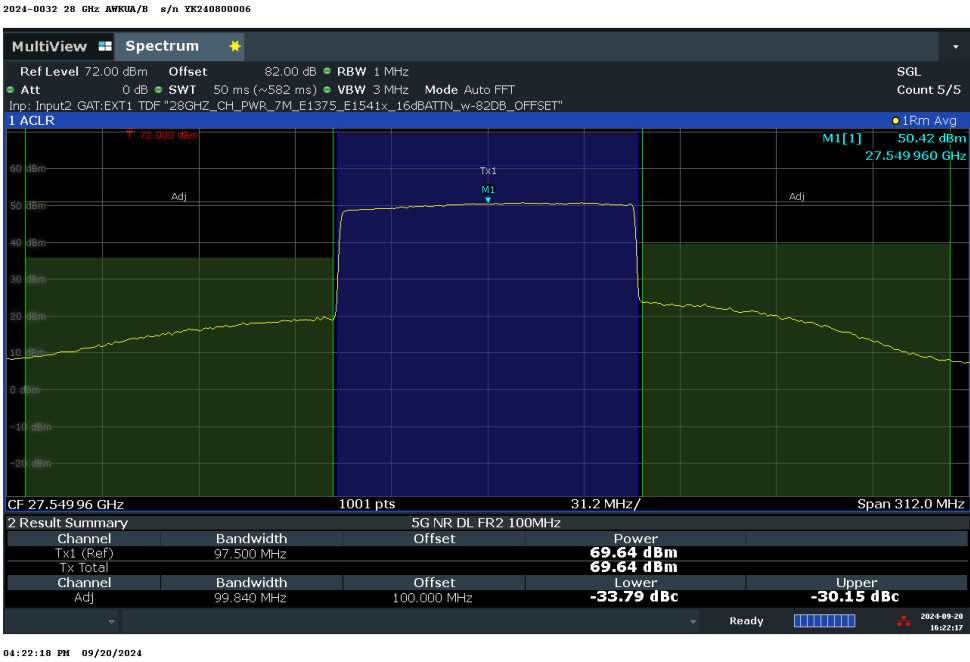 2024-0032 28 GHz AWKUA/B s/n YK240800006
MultiView Spectrum
Ref Level 72.00 dBm Offset 82.00 dB RBW 1 MHz SGL
Att 0 dB SWT 50 ms (~582 ms) VBW 3 MHz Mode Auto FFT Count 5/5
Inp: Input2 GAT:EXT1 TDF "28GHZ_CH_PWR_7M_E1375_E1541x_16dBATTN_w-82DB_OFFSET"
1 ACLR 1Rm Avg
72.000 dBm M1[1] 50.42 dBm
27.549 960 GHz
60 dBm
Tx1
M1
Adj Adj
50 dBm
40 dBm
30 dBm
20 dBm
10 dBm
0 dBm
-10 dBm
-20 dBm
CF 27.549 96 GHz 1001 pts 31.2 MHz/ Span 312.0 MHz
2 Result Summary 5G NR DL FR2 100MHz
Channel Bandwidth Offset Power
Tx1 (Ref) 97.500 MHz 69.64 dBm
Tx Total 69.64 dBm
Channel Bandwidth Offset Lower Upper
Adj 99.840 MHz 100.000 MHz -33.79 dBc -30.15 dBc
Ready 2024-09-20
16:22:17
04:22:18 PM 09/20/2024